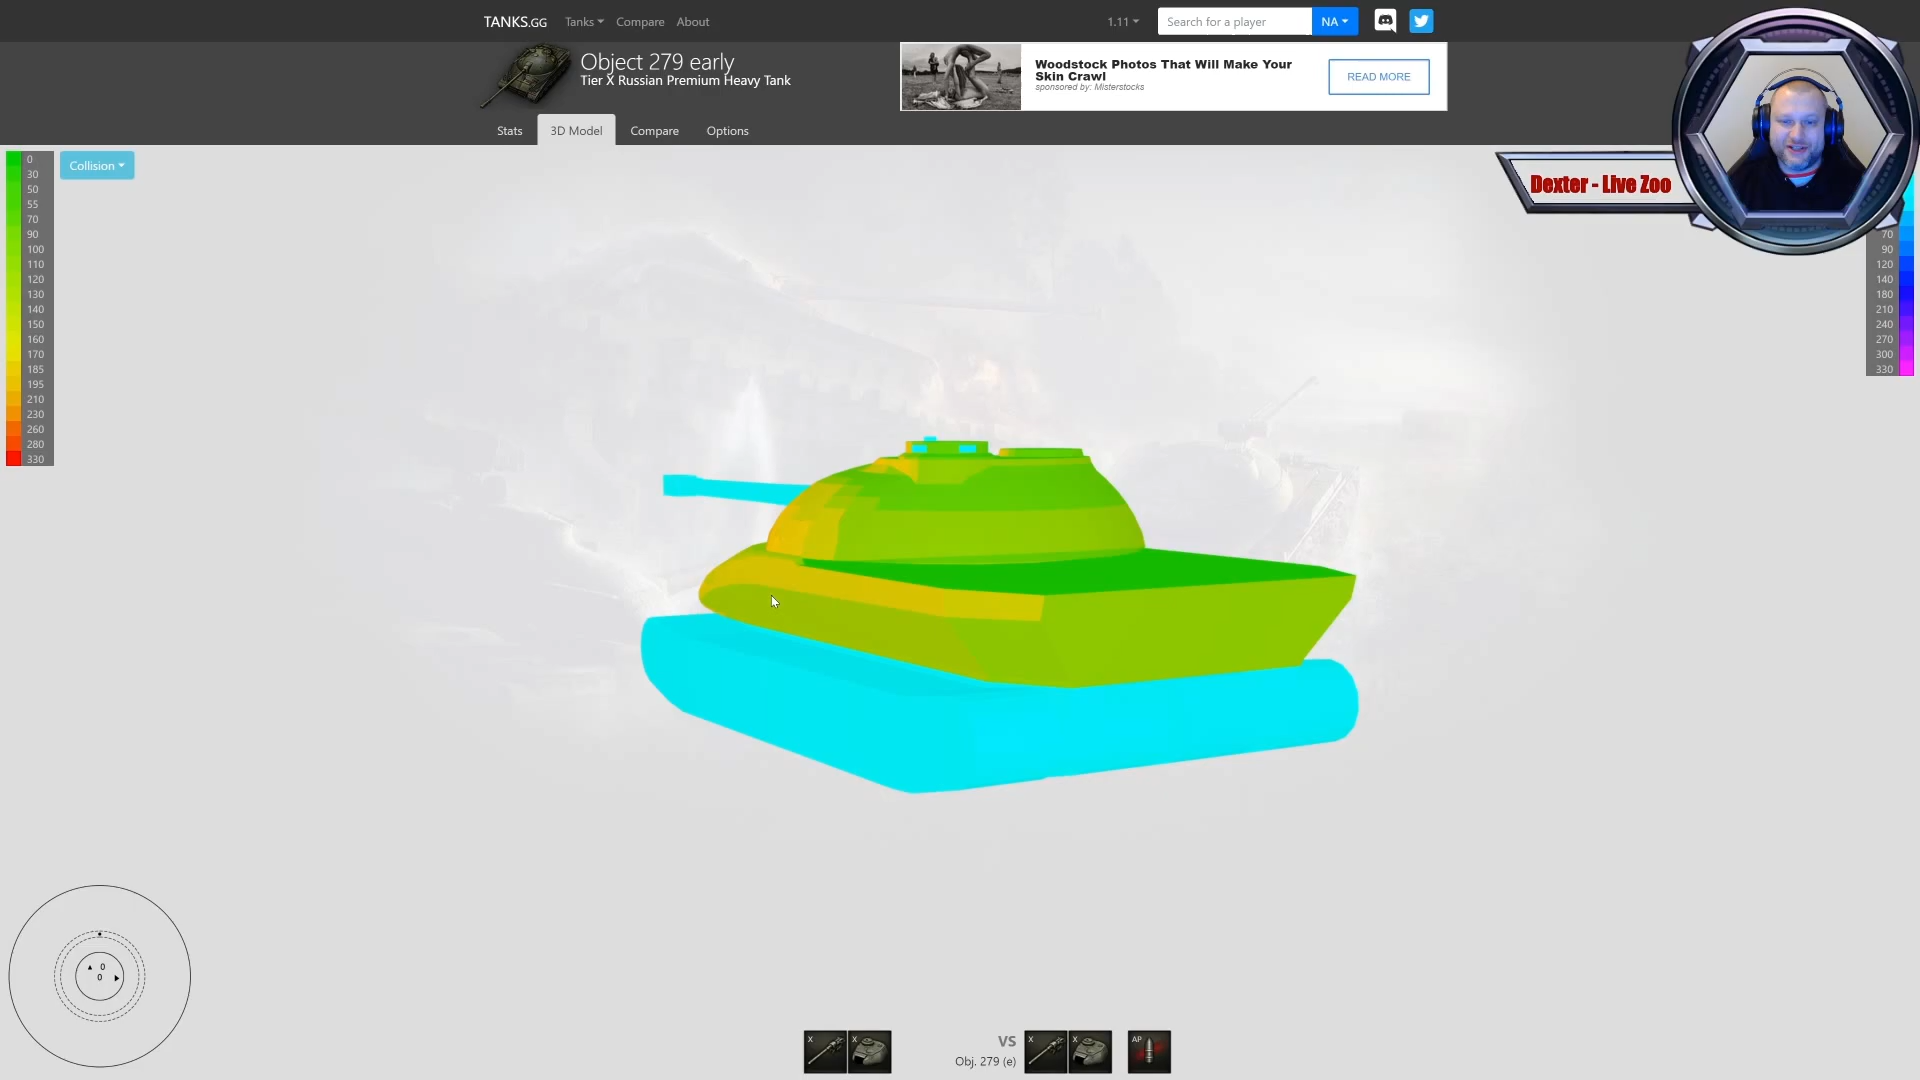 TANKS.GG
Tanks
Compare
About
1.11
Search for a player
NA
Object 279 early
Tier X Russian Premium Heavy Tank
Woodstock Photos That Will Make Your
Skin Crawl
sponsored by: Misterstocks
READ MORE
Stats
3D Model
Compare
Options
Collision
Dexter - Live Zoo
0
30
50
55
70
90
100
110
120
130
140
150
160
170
185
195
210
230
260
280
330
70
90
120
140
180
210
240
270
300
330
0
0
X
X
VS
Obj. 279 (e)
X
X
AP